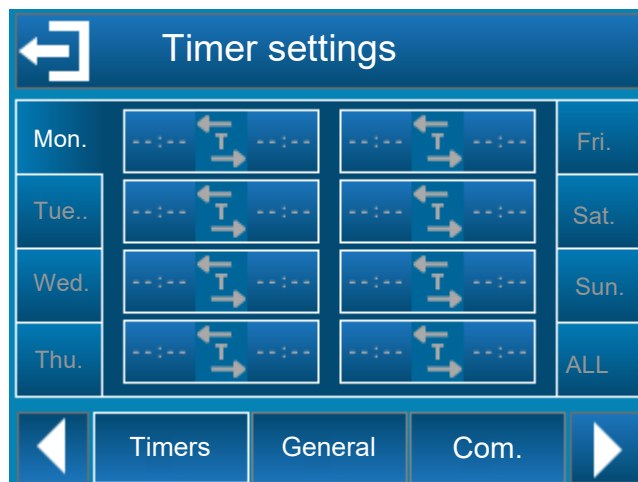 Timer settings
Mon. --:-- T --:-- --:-- T --:-- Fri.
Tue.. --:-- T --:-- --:-- T --:-- Sat.
Wed. --:-- T --:-- --:-- T --:-- Sun.
Thu. --:-- T --:-- --:-- T --:-- ALL
Timers General Com.